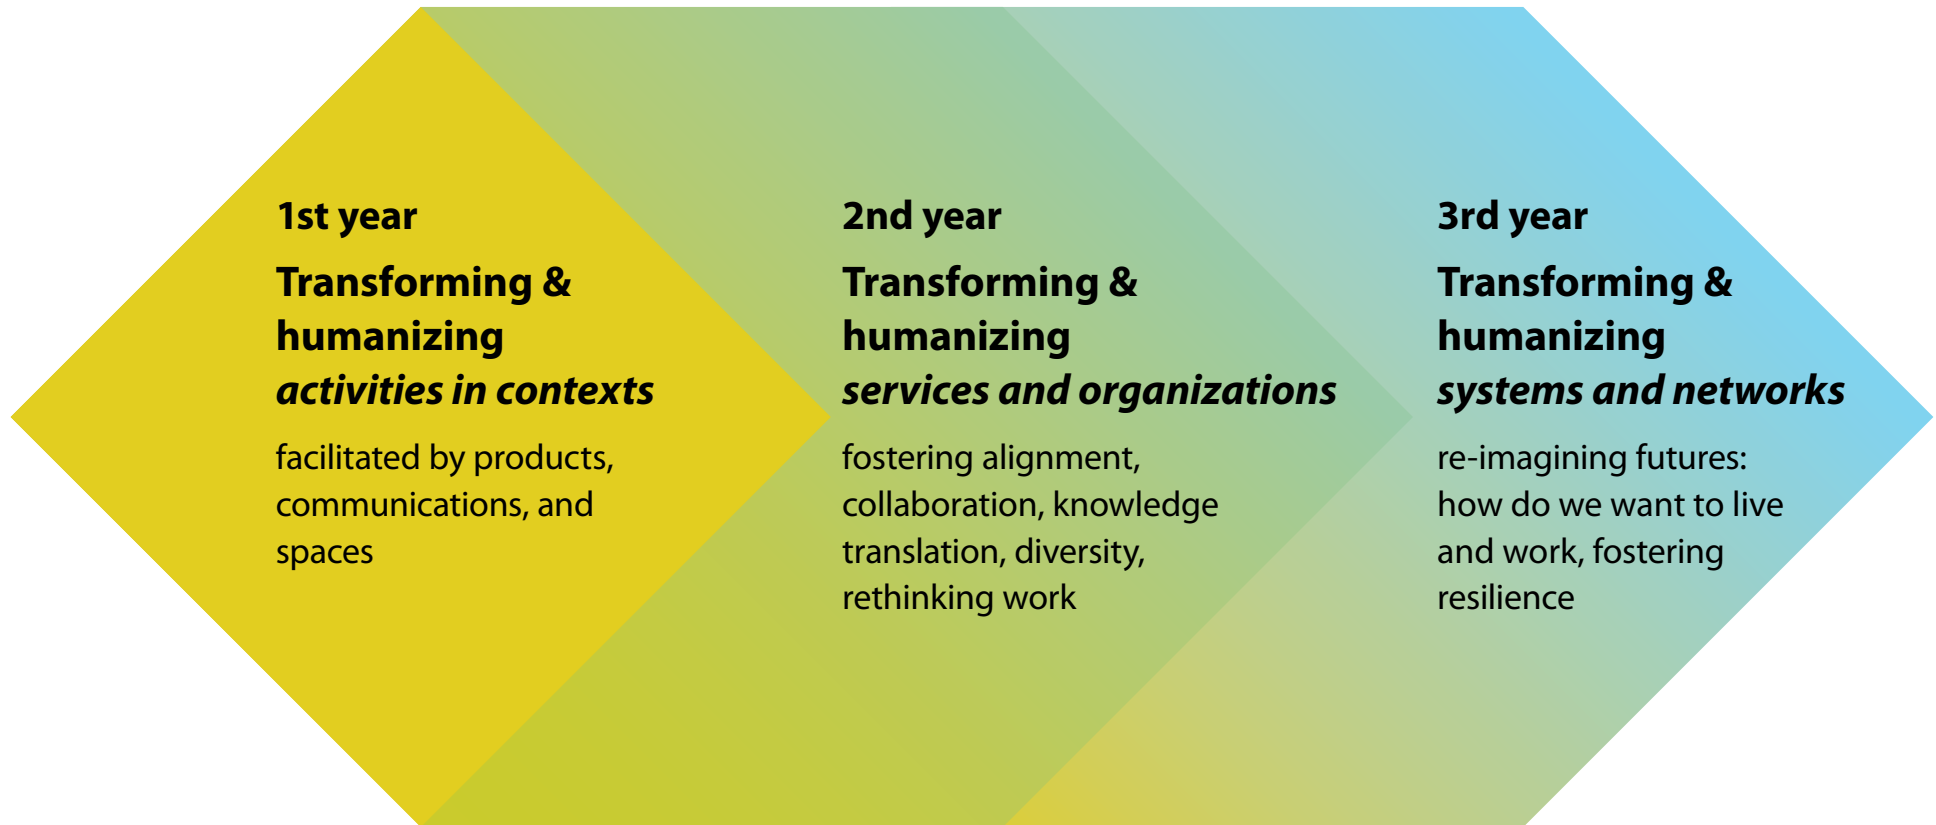 1st year
Transforming &
humanizing
activities in contexts
facilitated by products,
communications, and
spaces
2nd year
Transforming &
humanizing
services and organizations
fostering alignment,
collaboration, knowledge
translation, diversity,
rethinking work
3rd year
Transforming &
humanizing
systems and networks
re-imagining futures:
how do we want to live
and work, fostering
resilience